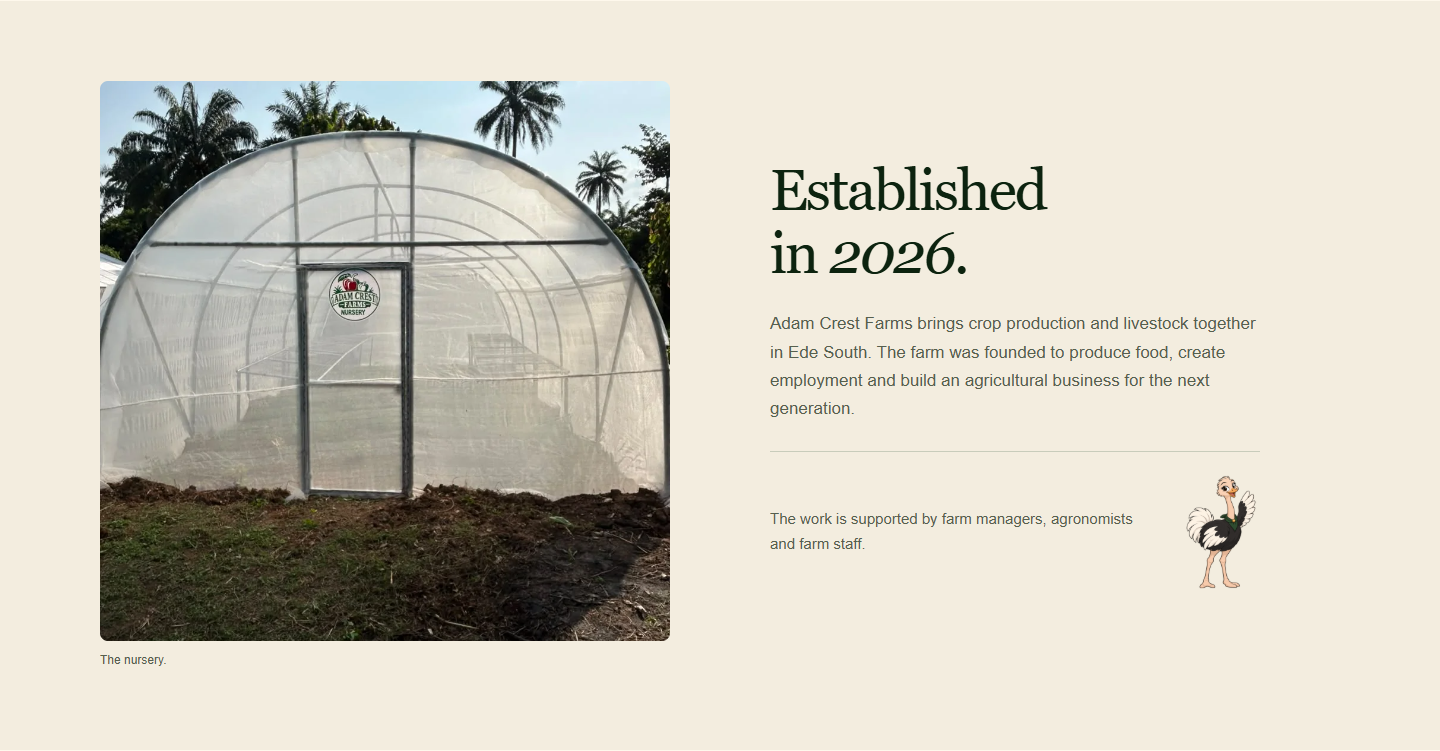 ADAM CREST
FARMS
NURSERY
The nursery.
Established
in 2026.
Adam Crest Farms brings crop production and livestock together
in Ede South. The farm was founded to produce food, create
employment and build an agricultural business for the next
generation.
The work is supported by farm managers, agronomists
and farm staff.